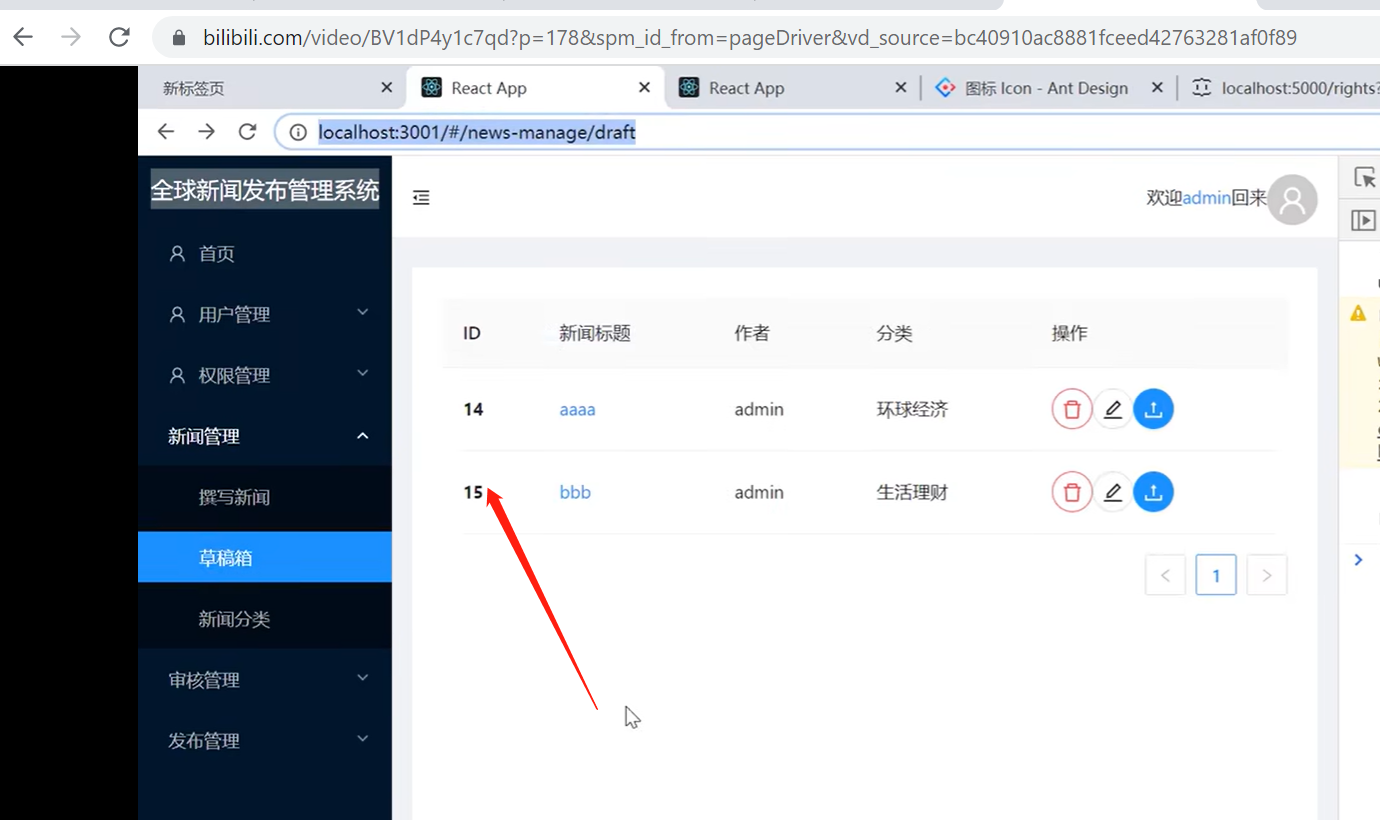 bilibili.com/video/BV1dP4y1c7qd?p=178&spm_id_from=pageDriver&vd_source=bc40910ac8881fceed42763281af0f89
新标签页 React App React App 图标 Icon - Ant Design localhost:5000/rights?
localhost:3001/#/news-manage/draft
全球新闻发布管理系统
欢迎admin回来
首页
用户管理
权限管理
新闻管理
撰写新闻
草稿箱
新闻分类
审核管理
发布管理
ID 新闻标题 作者 分类 操作
14 aaaa admin 环球经济
15 bbb admin 生活理财
1